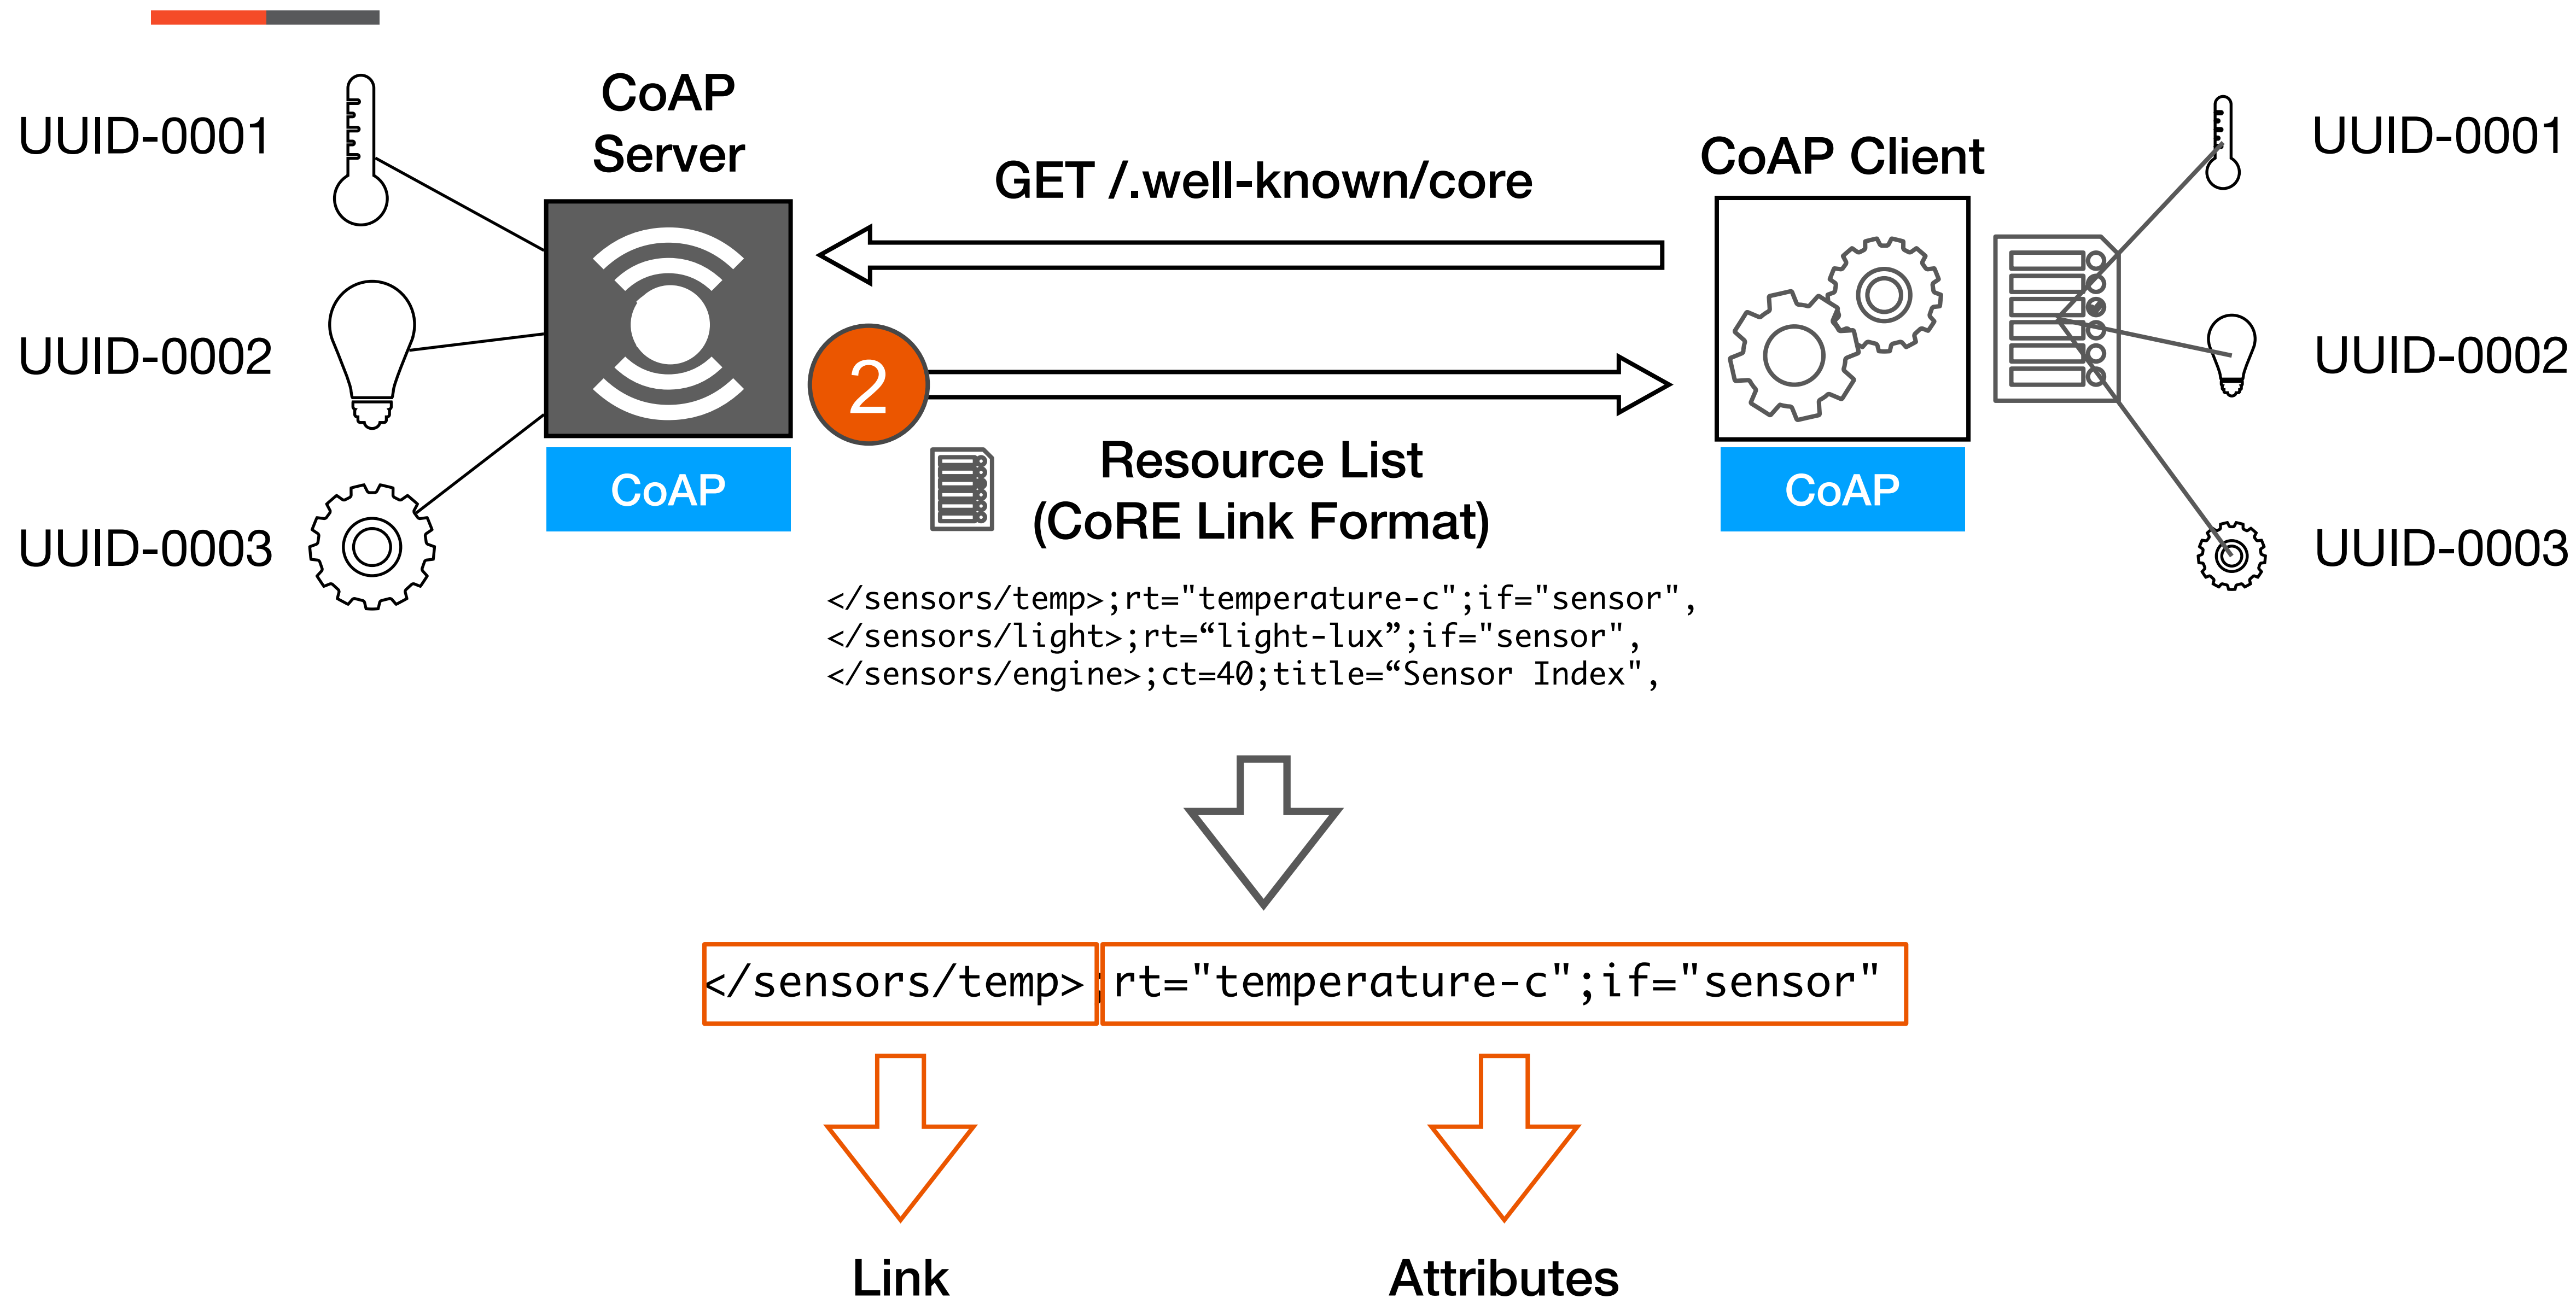 UUID-0001
UUID-0002
UUID-0003
CoAP
Server
CoAP
GET /.well-known/core
2
Resource List
(CoRE Link Format)
</sensors/temp>;rt="temperature-c";if="sensor",
</sensors/light>;rt=“light-lux”;if="sensor",
</sensors/engine>;ct=40;title=“Sensor Index",
CoAP Client
CoAP
UUID-0001
UUID-0002
UUID-0003
</sensors/temp>;rt="temperature-c";if="sensor"
Link
Attributes